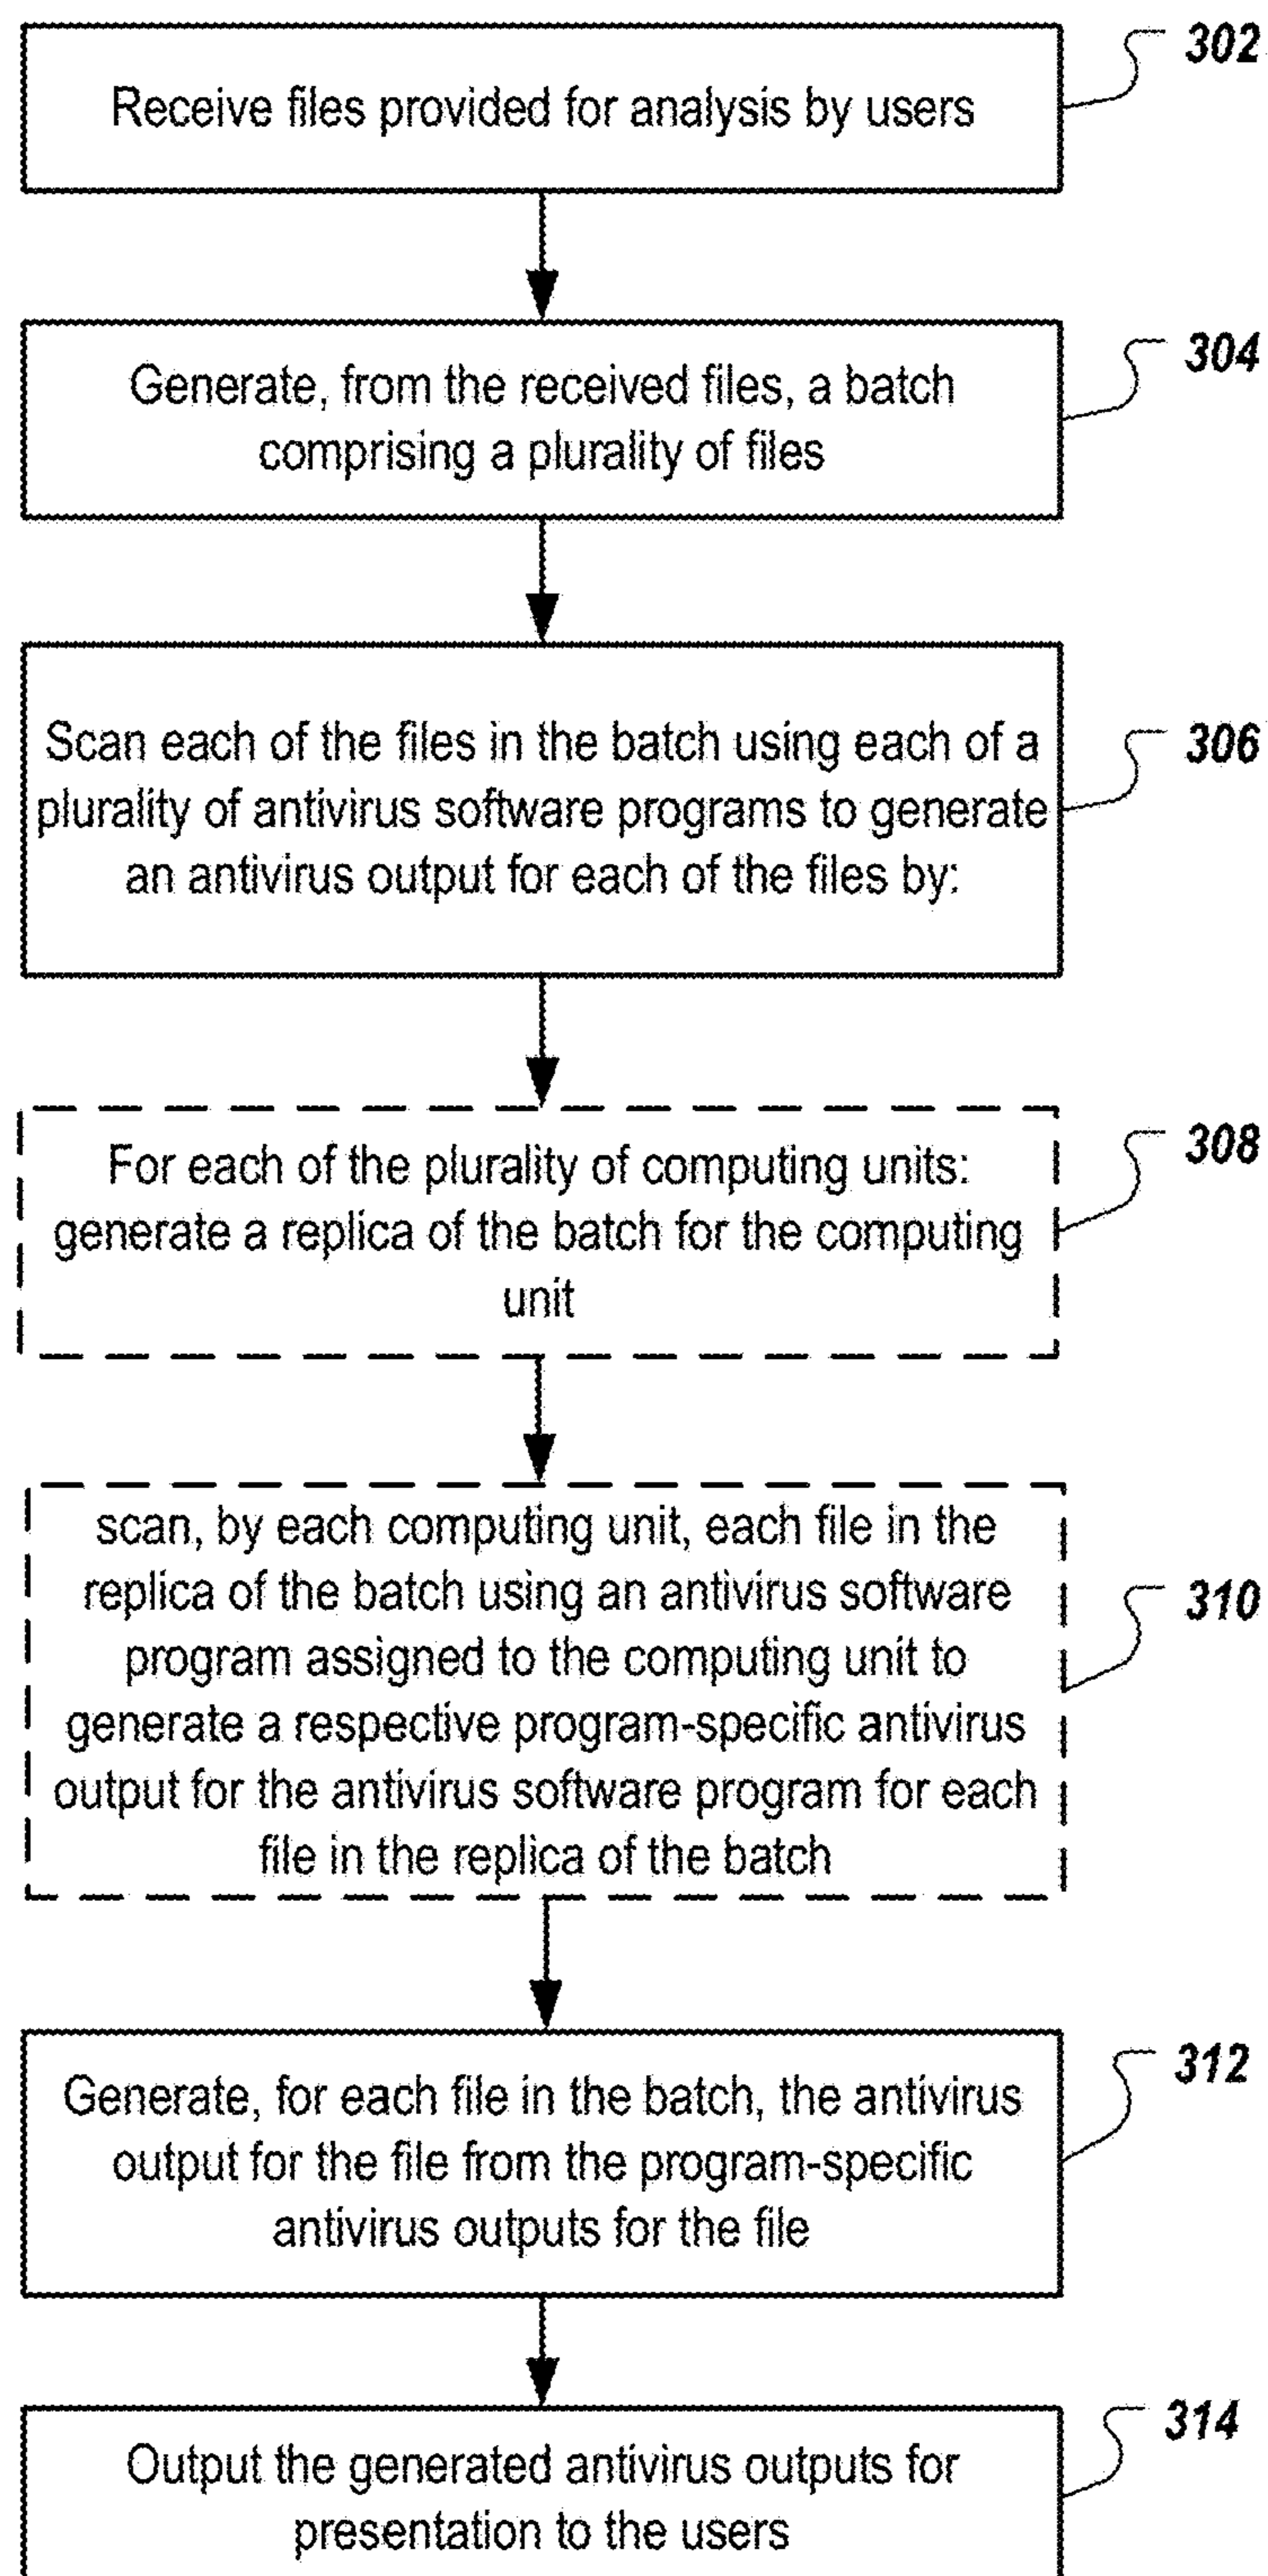 302
Receive files provided for analysis by users
304
Generate, from the received files, a batch
comprising a plurality of files
306
Scan each of the files in the batch using each of a
plurality of antivirus software programs to generate
an antivirus output for each of the files by:
308
For each of the plurality of computing units:
generate a replica of the batch for the computing
unit
310
scan, by each computing unit, each file in the
replica of the batch using an antivirus software
program assigned to the computing unit to
generate a respective program-specific antivirus
output for the antivirus software program for each
file in the replica of the batch
312
Generate, for each file in the batch, the antivirus
output for the file from the program-specific
antivirus outputs for the file
314
Output the generated antivirus outputs for
presentation to the users